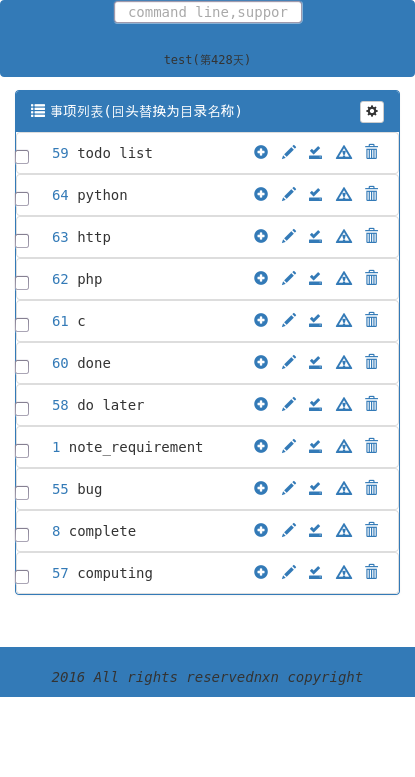 command line,suppor
test(第428天)
事项列表(回头替换为目录名称)
59 todo list
64 python
63 http
62 php
61 c
60 done
58 do later
1 note_requirement
55 bug
8 complete
57 computing
2016 All rights reservednxn copyright